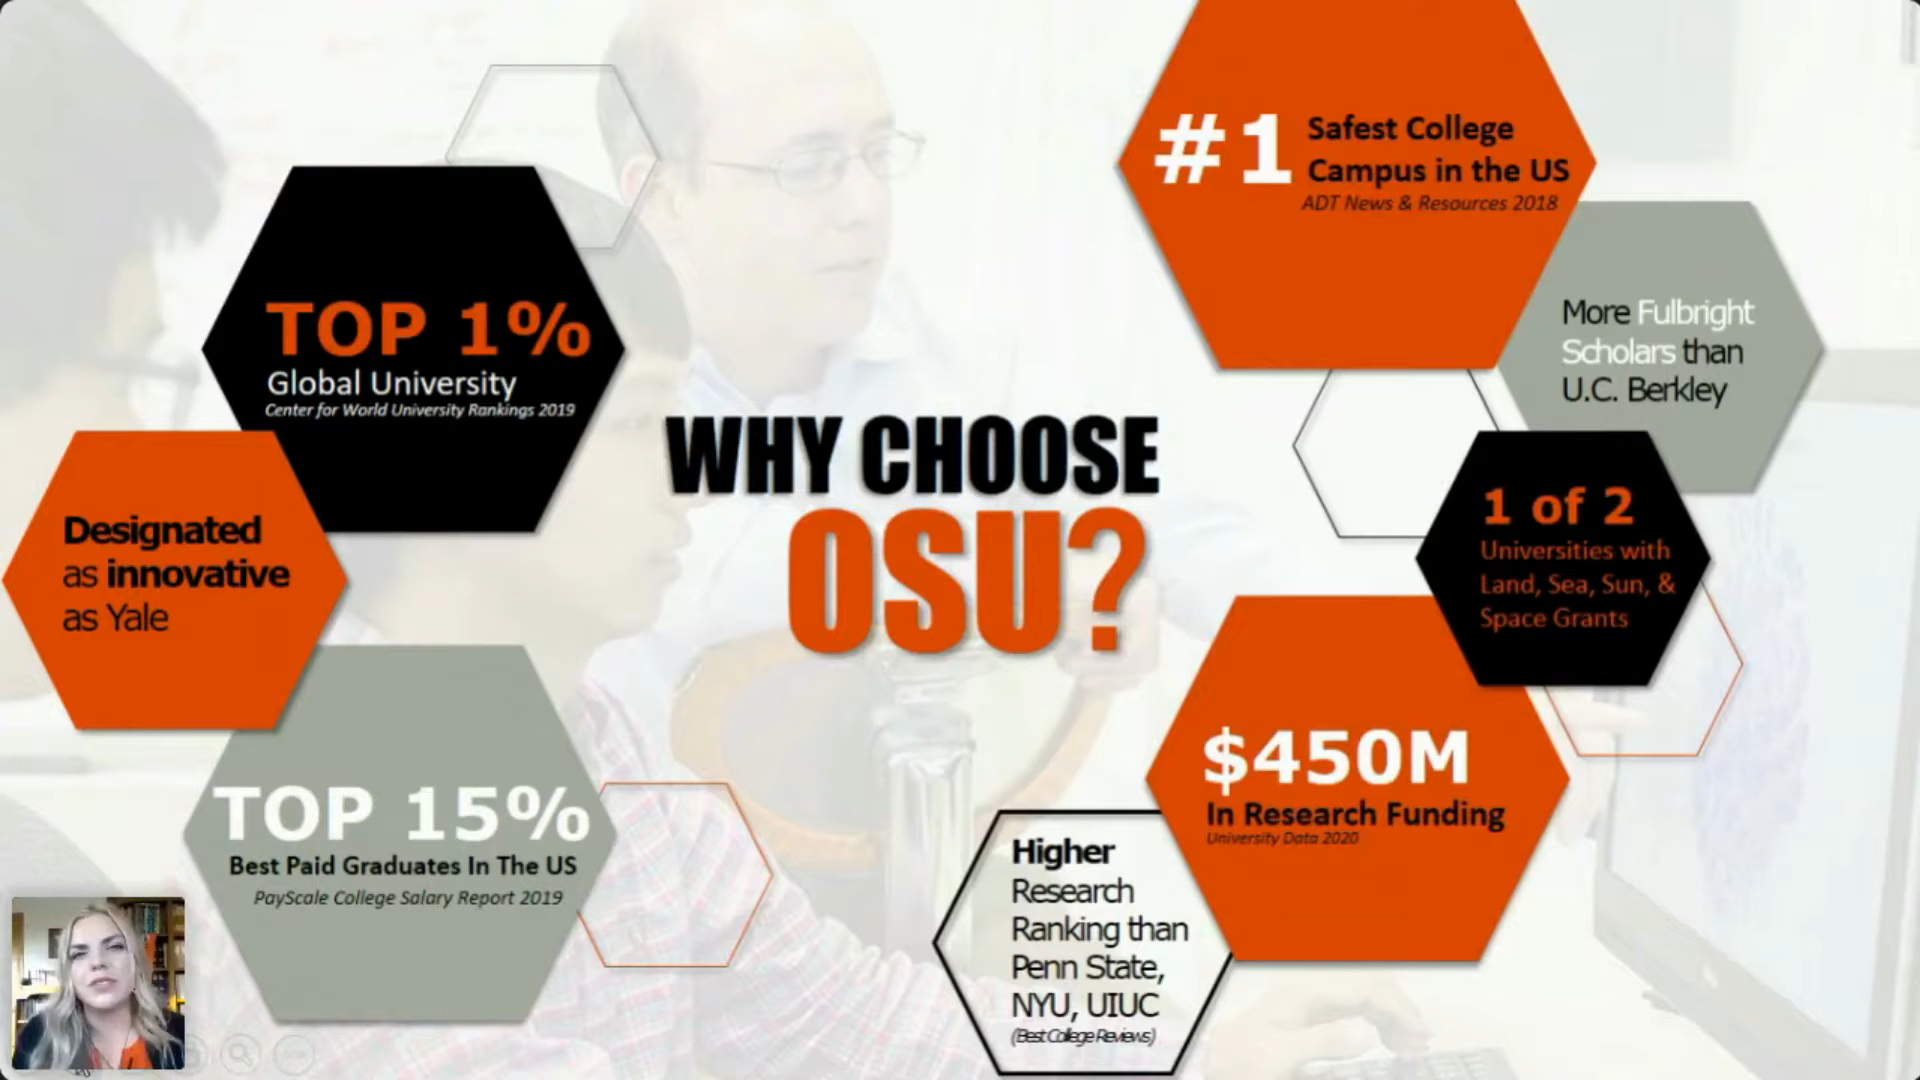 WHY CHOOSE
OSU?
TOP 1%
Global University
Center for World University Rankings 2019
Designated
as innovative
as Yale
TOP 15%
Best Paid Graduates In The US
PayScale College Salary Report 2019
#1 Safest College
Campus in the US
ADT News & Resources 2018
More Fulbright
Scholars than
U.C. Berkley
1 of 2
Universities with
Land, Sea, Sun, &
Space Grants
$450M
In Research Funding
University Data 2020
Higher
Research
Ranking than
Penn State,
NYU, UIUC
(Best College Reviews)